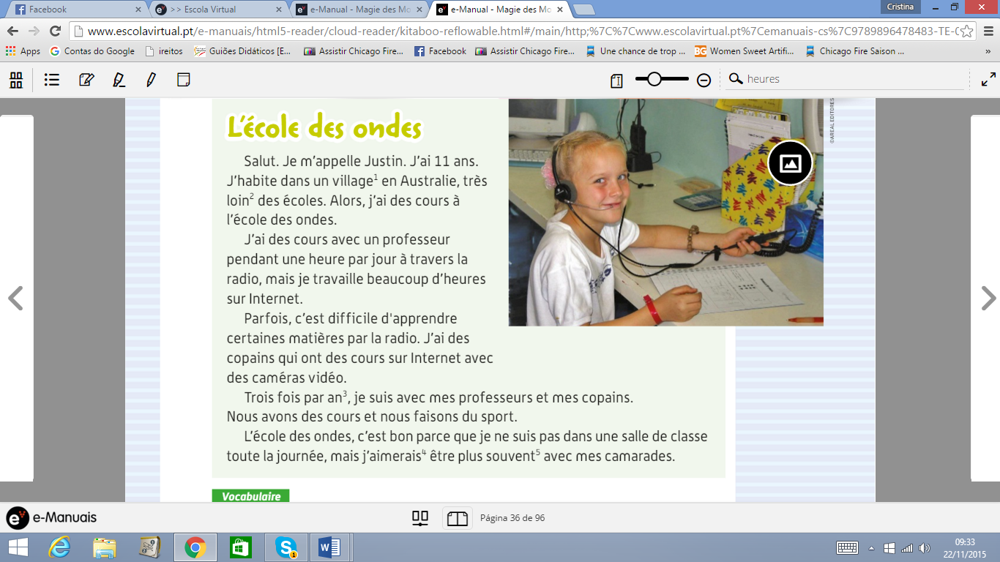 Facebook
>> Escola Virtual
e-Manual - Magie des Mo
e-Manual - Magie des Mo
Cristina
www.escolavirtual.pt/e-manuais/html5-reader/cloud-reader/kitaboo-reflowable.html#/main/http;%7C%7Cwww.escolavirtual.pt%7Cemanuais-cs%7C9789896478483-TE-0
Apps
Contas do Google
ireitos
Guiões Didáticos [E...
Assistir Chicago Fire...
Facebook
Assistir Chicago Fire...
Une chance de trop ...
BG Women Sweet Artifi...
Chicago Fire Saison ...
»
heures
©AREAL EDITORES
L'école des ondes
Salut. Je m'appelle Justin. J'ai 11 ans.
J'habite dans un village¹ en Australie, très
loin² des écoles. Alors, j'ai des cours à
l'école des ondes.
J'ai des cours avec un professeur
pendant une heure par jour à travers la
radio, mais je travaille beaucoup d'heures
sur Internet.
Parfois, c'est difficile d'apprendre
certaines matières par la radio. J'ai des
copains qui ont des cours sur Internet avec
des caméras vidéo.
Trois fois par an³, je suis avec mes professeurs et mes copains.
Nous avons des cours et nous faisons du sport.
L'école des ondes, c'est bon parce que je ne suis pas dans une salle de classe
toute la journée, mais j'aimerais⁴ être plus souvent⁵ avec mes camarades.
Vocabulaire
e-Manuais
Página 36 de 96
09:33
22/11/2015